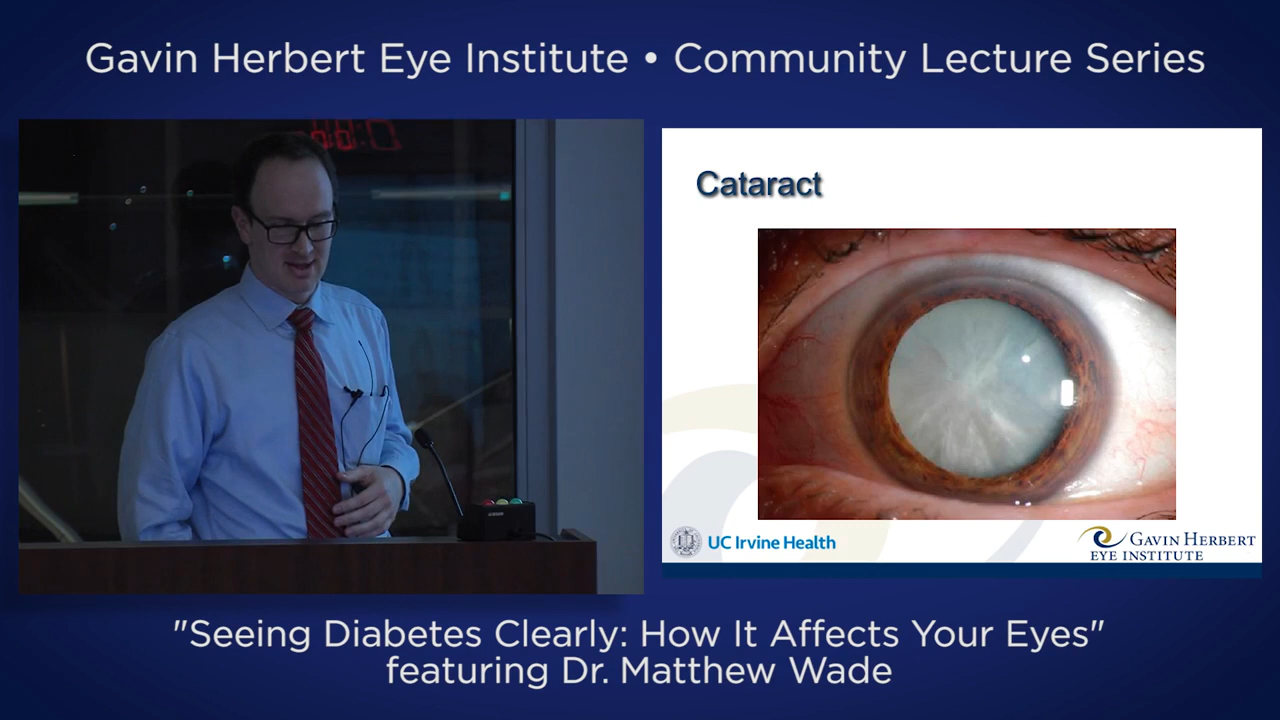 Gavin Herbert Eye Institute • Community Lecture Series
Cataract
UC Irvine Health
GAVIN HERBERT
EYE INSTITUTE
"Seeing Diabetes Clearly: How It Affects Your Eyes"
featuring Dr. Matthew Wade